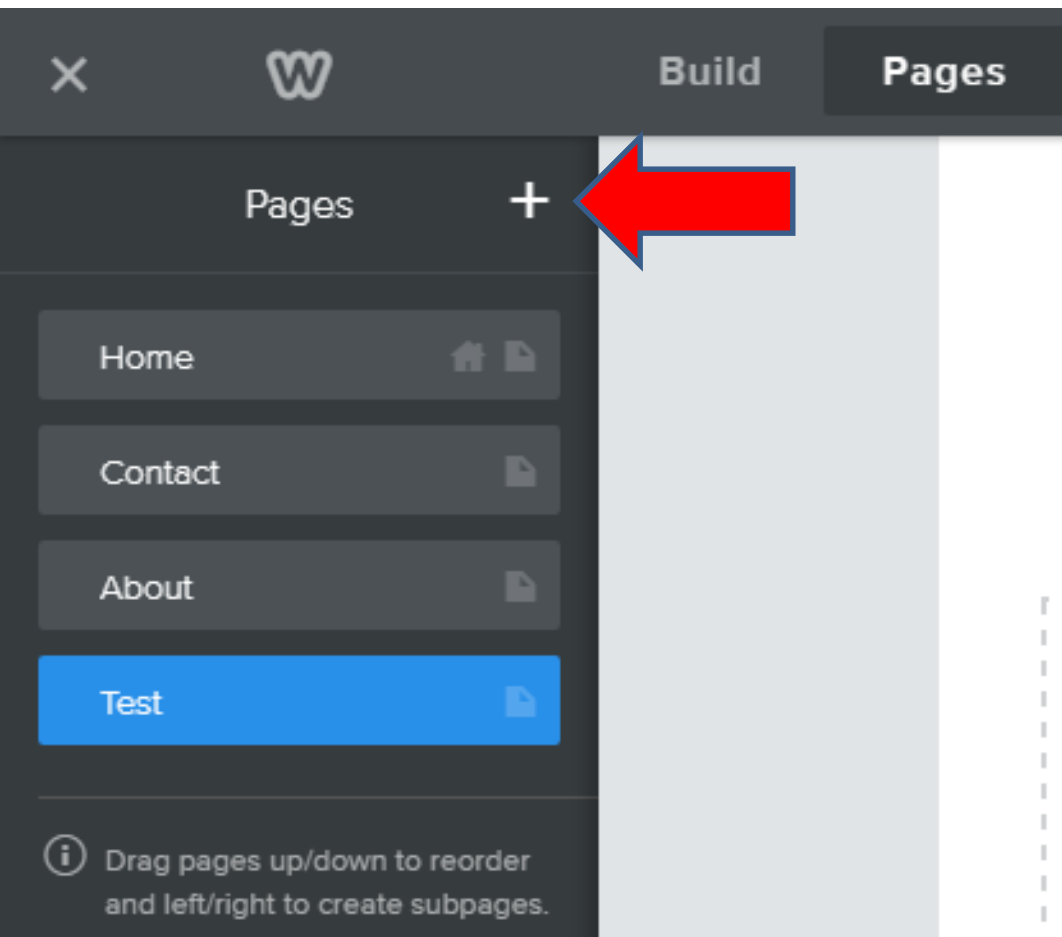 Build Pages
Pages +
Home
Contact
About
Test
Drag pages up/down to reorder
and left/right to create subpages.